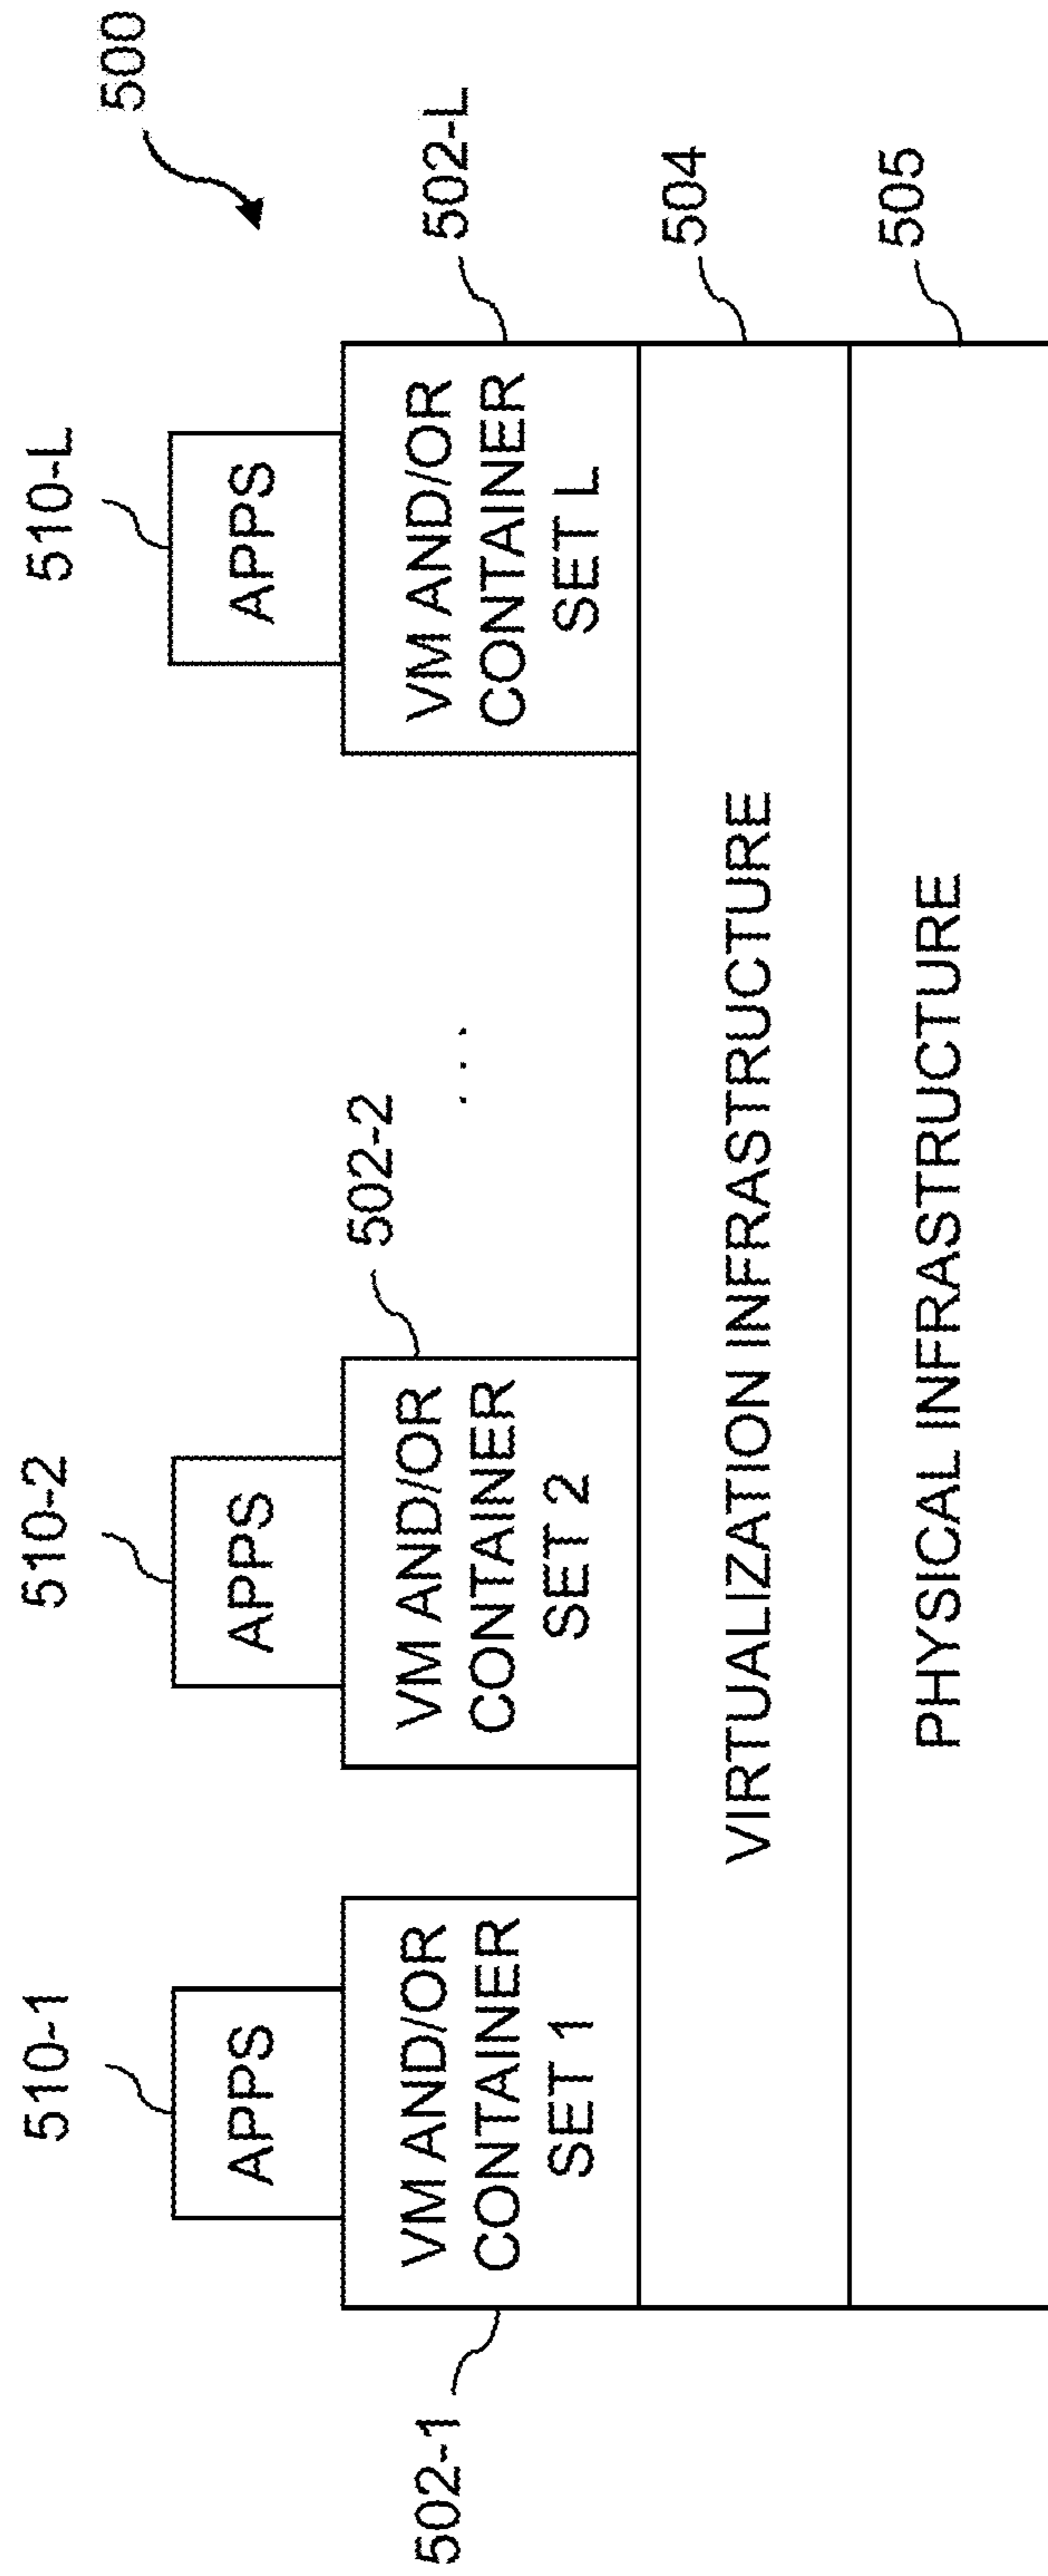 500
510-1
510-2
510-L
APPS
APPS
APPS
502-1
VM AND/OR
CONTAINER
SET 1
502-2
VM AND/OR
CONTAINER
SET 2
. . .
VM AND/OR
CONTAINER
SET L
502-L
VIRTUALIZATION INFRASTRUCTURE
504
PHYSICAL INFRASTRUCTURE
505